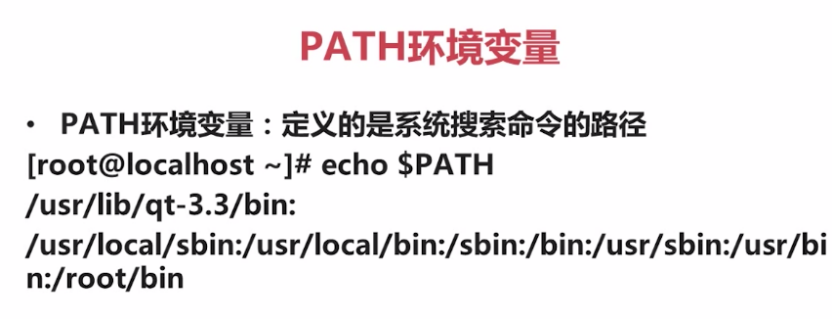 PATH环境变量
• PATH环境变量：定义的是系统搜索命令的路径
[root@localhost ~]# echo $PATH
/usr/lib/qt-3.3/bin:
/usr/local/sbin:/usr/local/bin:/sbin:/bin:/usr/sbin:/usr/bi
n:/root/bin